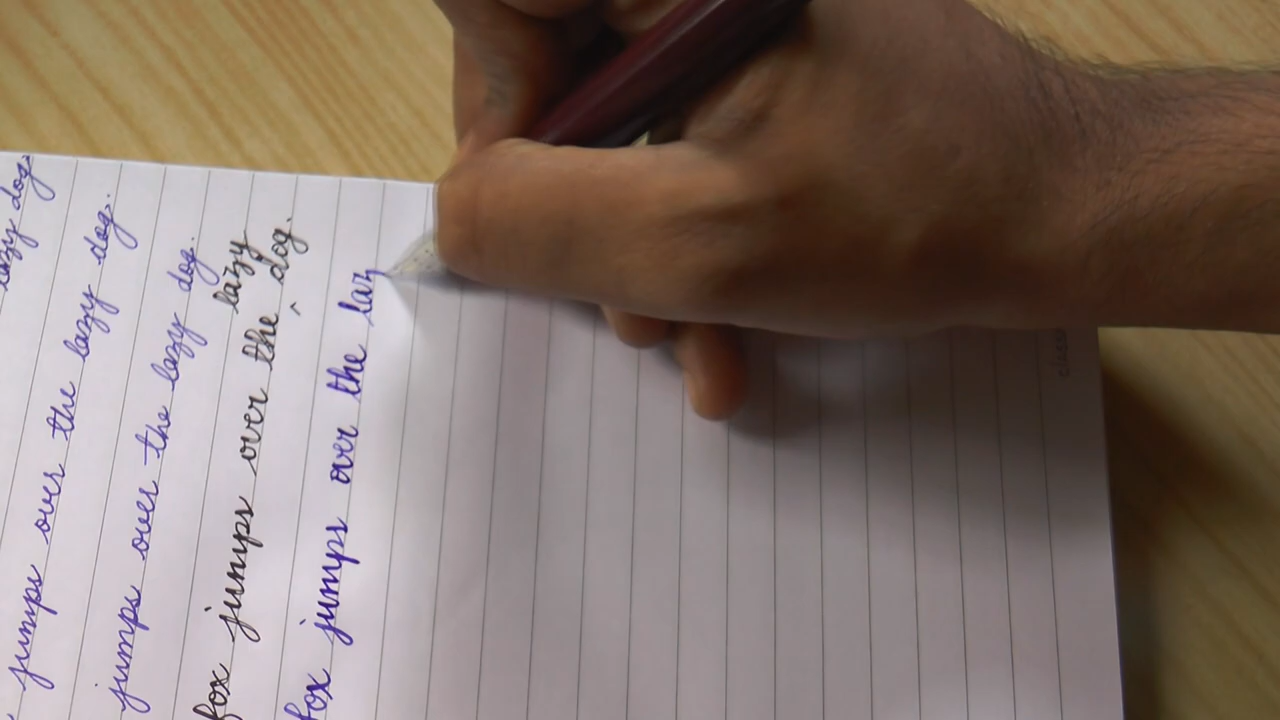 lazy dog.
jumps over the lazy dog.
jumps over the lazy dog.
lazy
fox jumps over the ‸ dog.
fox jumps over the laz